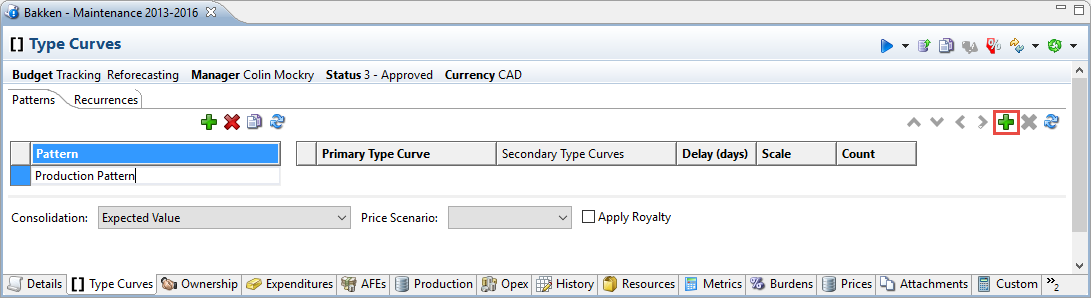 Bakken - Maintenance 2013-2016
[] Type Curves
Budget Tracking Reforecasting Manager Colin Mockry Status 3 - Approved Currency CAD
Patterns Recurrences
Pattern Primary Type Curve Secondary Type Curves Delay (days) Scale Count
Production Pattern
Consolidation: Expected Value Price Scenario: Apply Royalty
Details [] Type Curves Ownership Expenditures AFEs Production Opex History Resources Metrics Burdens Prices Attachments Custom »2